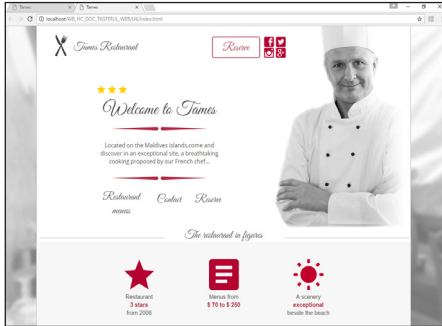 Tames
Tames
localhost/WB_HC_DOC_TASTEFUL_WEB/UK/index.html
Tames Restaurant
Reserve
Welcome to Tames
Located on the Maldives Islands,come and
discover in an exceptional site, a breathtaking
cooking proposed by our French chef...
Restaurant
menus
Contact
Reserve
The restaurant in figures
Restaurant
3 stars
from 2008
Menus from
$ 70 to $ 250
A scenery
exceptional
beside the beach